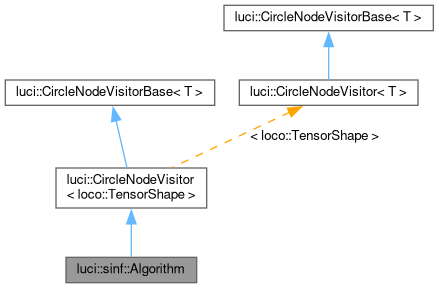 luci::CircleNodeVisitorBase< T >
luci::CircleNodeVisitorBase< T >
luci::CircleNodeVisitor< T >
< loco::TensorShape >
luci::CircleNodeVisitor
< loco::TensorShape >
luci::sinf::Algorithm